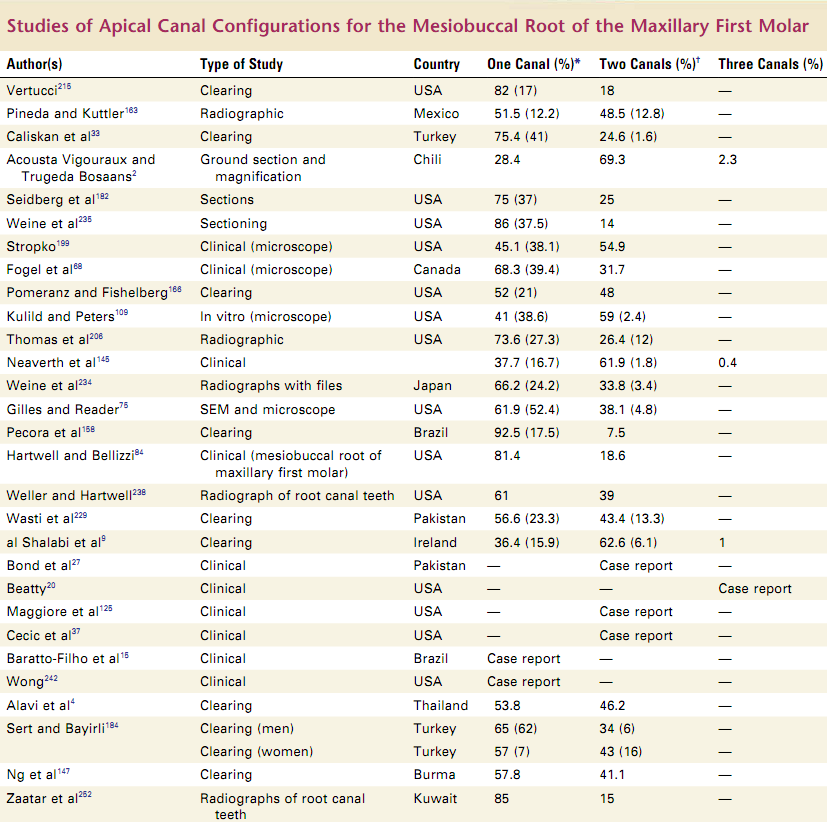 Studies of Apical Canal Configurations for the Mesiobuccal Root of the Maxillary First Molar
Author(s) Type of Study Country One Canal (%)* Two Canals (%)† Three Canals (%)
Vertucci215 Clearing USA 82 (17) 18 —
Pineda and Kuttler163 Radiographic Mexico 51.5 (12.2) 48.5 (12.8) —
Caliskan et al33 Clearing Turkey 75.4 (41) 24.6 (1.6) —
Acousta Vigouraux and Ground section and Chili 28.4 69.3 2.3
Trugeda Bosaans2 magnification
Seidberg et al182 Sections USA 75 (37) 25 —
Weine et al235 Sectioning USA 86 (37.5) 14 —
Stropko199 Clinical (microscope) USA 45.1 (38.1) 54.9 —
Fogel et al68 Clinical (microscope) Canada 68.3 (39.4) 31.7 —
Pomeranz and Fishelberg166 Clearing USA 52 (21) 48 —
Kulild and Peters109 In vitro (microscope) USA 41 (38.6) 59 (2.4) —
Thomas et al206 Radiographic USA 73.6 (27.3) 26.4 (12) —
Neaverth et al145 Clinical 37.7 (16.7) 61.9 (1.8) 0.4
Weine et al234 Radiographs with files Japan 66.2 (24.2) 33.8 (3.4) —
Gilles and Reader75 SEM and microscope USA 61.9 (52.4) 38.1 (4.8) —
Pecora et al158 Clearing Brazil 92.5 (17.5) 7.5 —
Hartwell and Bellizzi84 Clinical (mesiobuccal root of USA 81.4 18.6 —
maxillary first molar)
Weller and Hartwell238 Radiograph of root canal teeth USA 61 39 —
Wasti et al229 Clearing Pakistan 56.6 (23.3) 43.4 (13.3) —
al Shalabi et al9 Clearing Ireland 36.4 (15.9) 62.6 (6.1) 1
Bond et al27 Clinical Pakistan — Case report —
Beatty20 Clinical USA — — Case report
Maggiore et al125 Clinical USA — Case report —
Cecic et al37 Clinical USA — Case report —
Baratto-Filho et al15 Clinical Brazil Case report — —
Wong242 Clinical USA Case report — —
Alavi et al4 Clearing Thailand 53.8 46.2 —
Sert and Bayirli184 Clearing (men) Turkey 65 (62) 34 (6) —
Clearing (women) Turkey 57 (7) 43 (16) —
Ng et al147 Clearing Burma 57.8 41.1 —
Zaatar et al252 Radiographs of root canal Kuwait 85 15 —
teeth